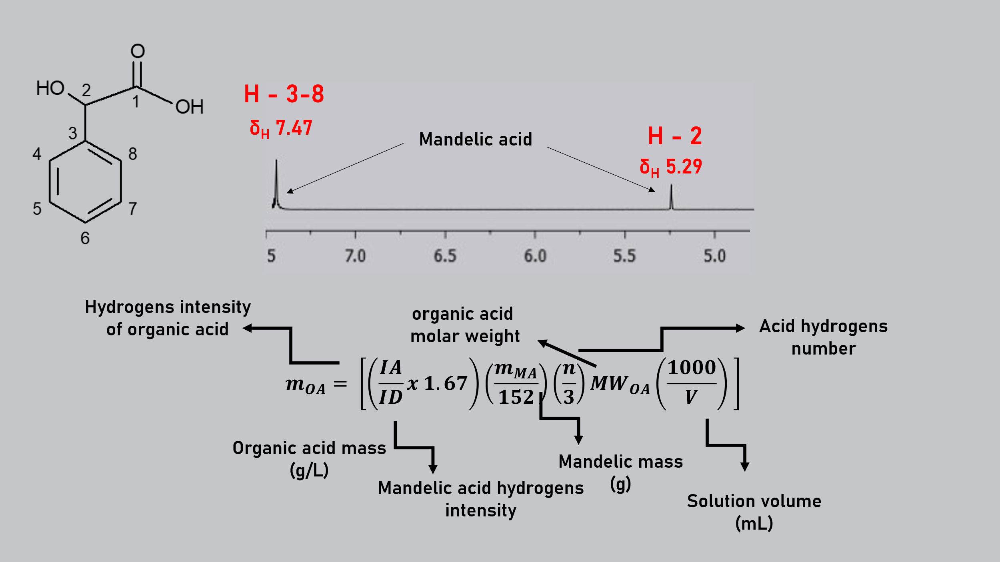 O
HO
2
1
OH
3
4
8
5
7
6
H - 3-8
δH 7.47
Mandelic acid
H - 2
δH 5.29
5 7.0 6.5 6.0 5.5 5.0
Hydrogens intensity
of organic acid
organic acid
molar weight
Acid hydrogens
number
mOA = [(IA/ID x 1.67)(mMA/152)(n/3) MWOA (1000/V)]
Organic acid mass
(g/L)
Mandelic acid hydrogens
intensity
Mandelic mass
(g)
Solution volume
(mL)